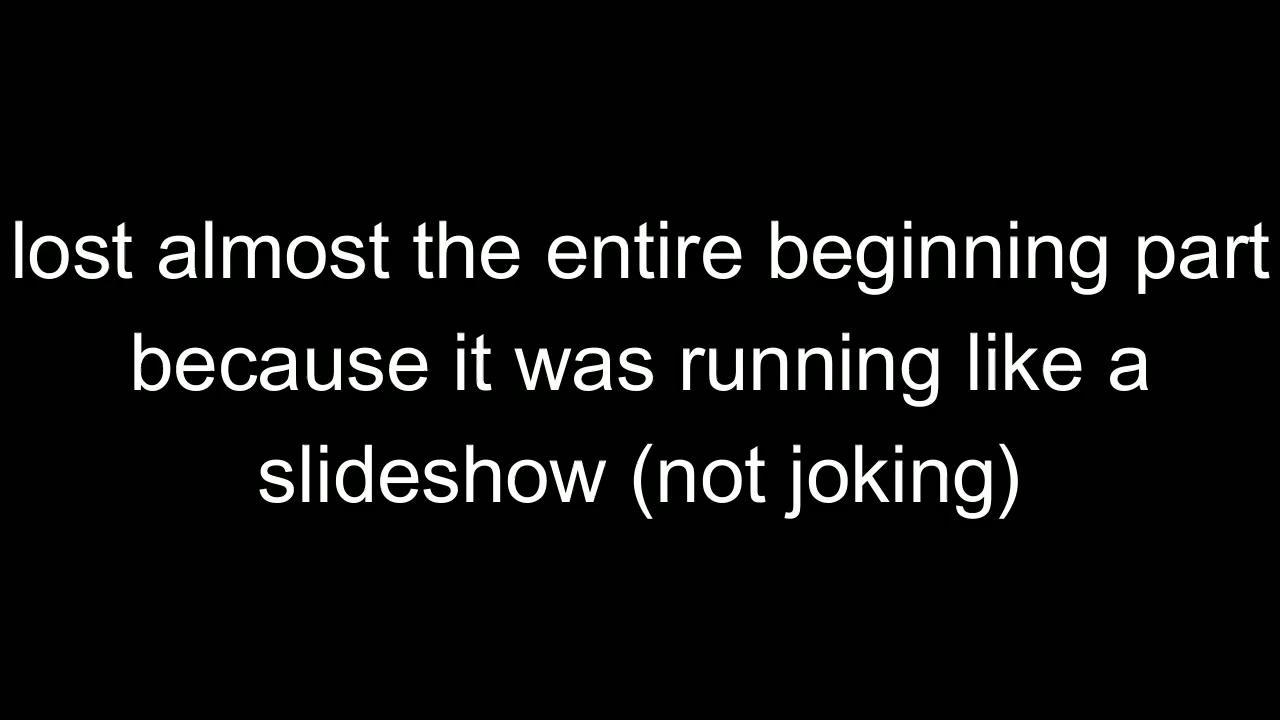 lost almost the entire beginning part
because it was running like a
slideshow (not joking)